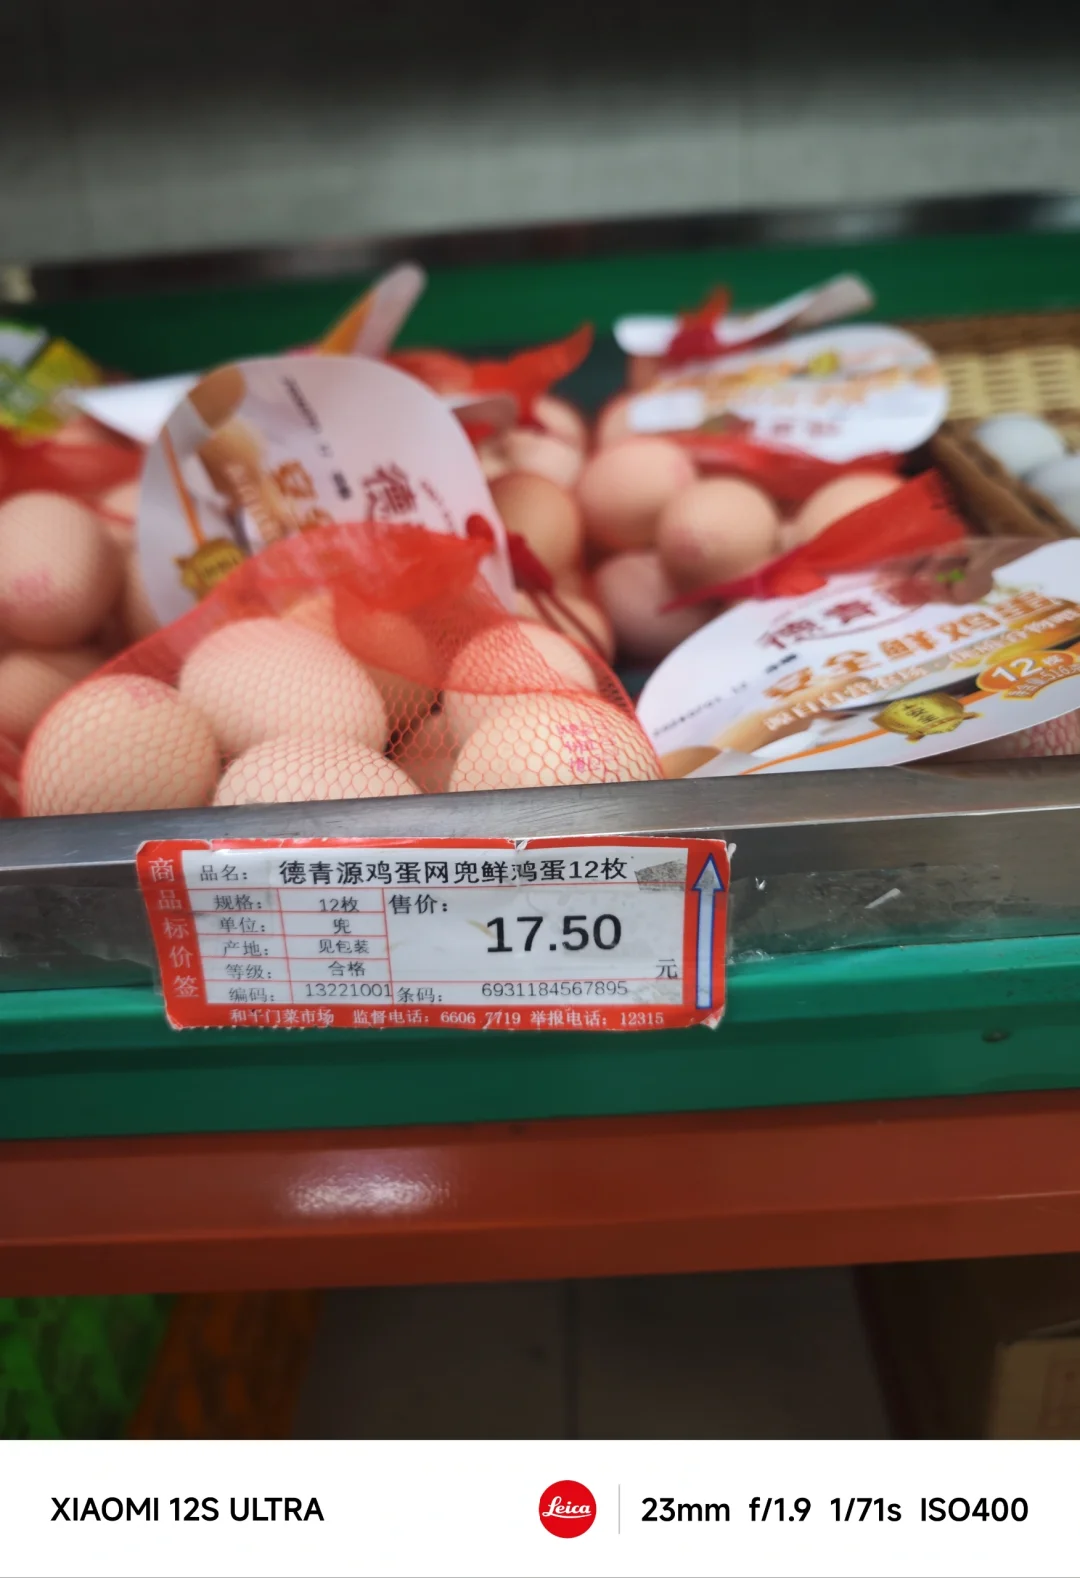 德青源
安全鲜鸡蛋
12枚
商品标价签
品名: 德青源鸡蛋网兜鲜鸡蛋12枚
规格: 12枚 售价:
单位: 兜 17.50
产地: 见包装
等级: 合格 元
编码: 13221001 条码: 6931184567895
和平门菜市场 监督电话: 6606 7719 举报电话: 12315
XIAOMI 12S ULTRA
Leica
23mm f/1.9 1/71s ISO400